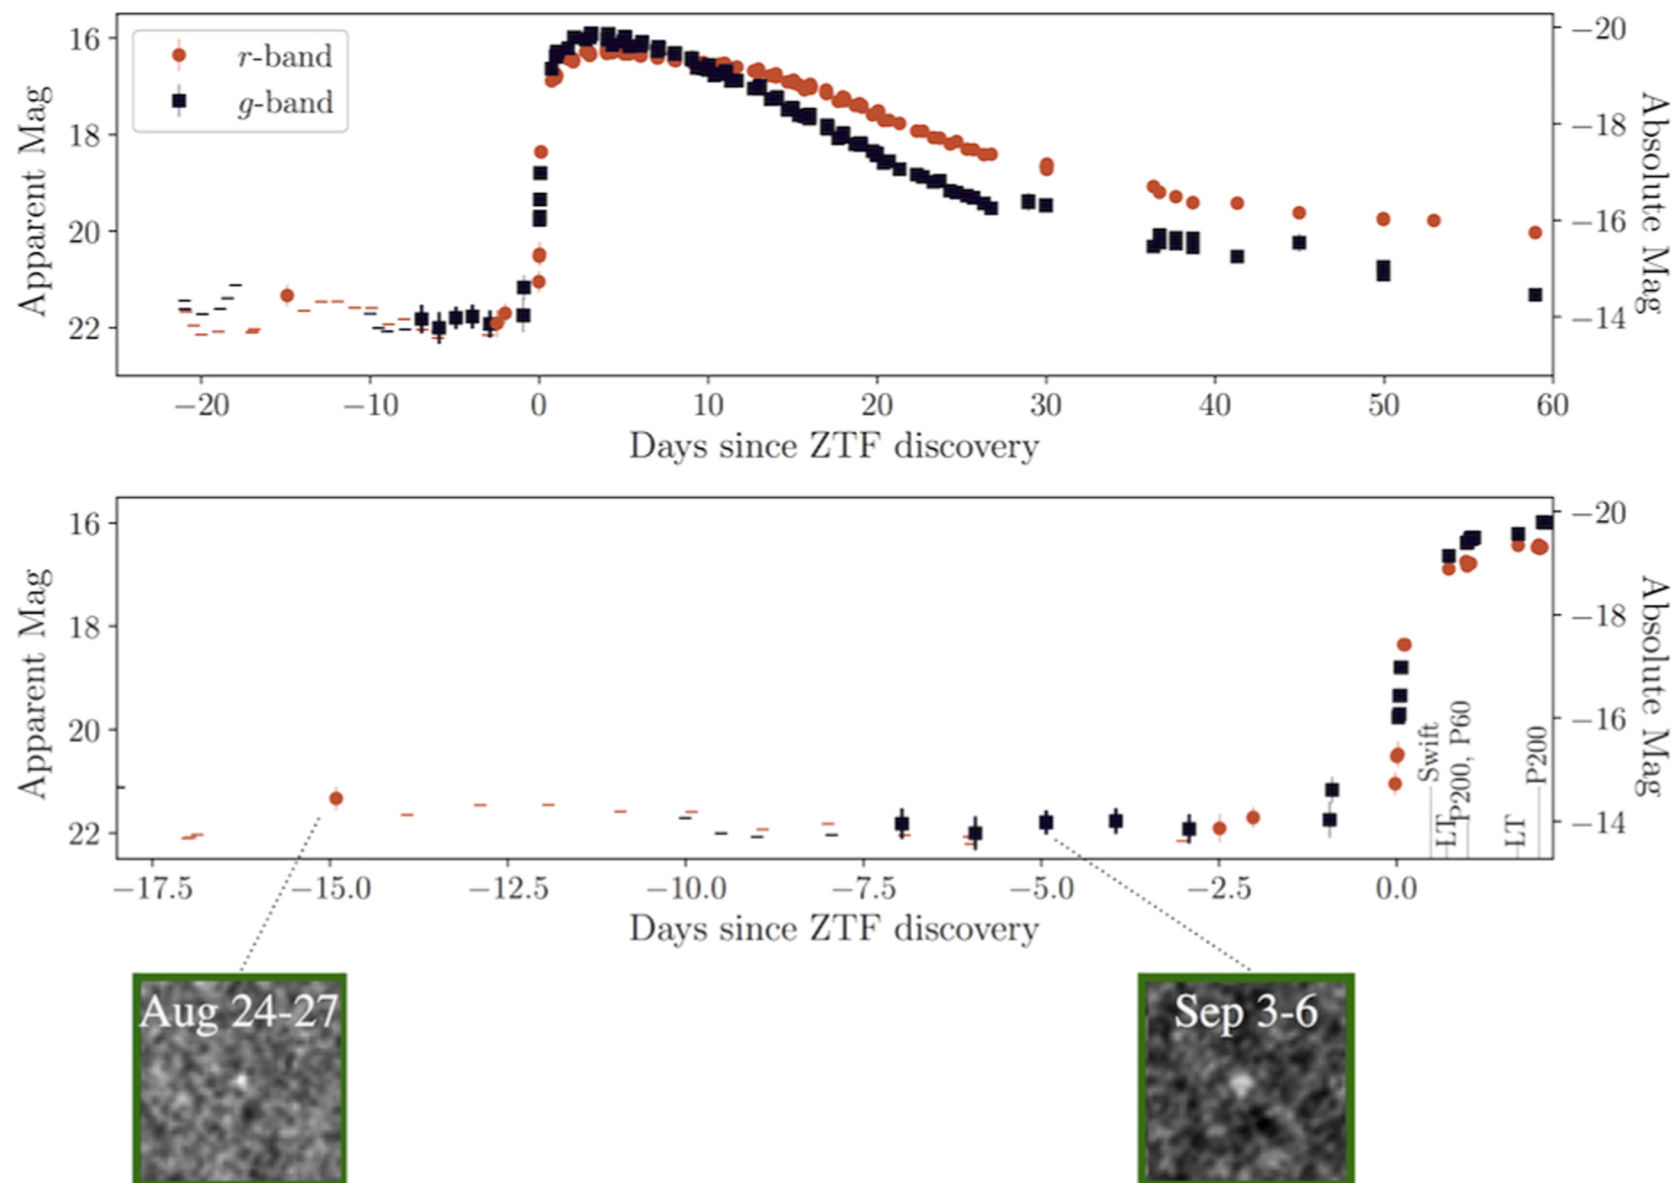 r-band
g-band
16
18
20
22
Apparent Mag
−20
−18
−16
−14
Absolute Mag
−20
−10
0
10
20
30
40
50
60
Days since ZTF discovery
16
18
20
22
Apparent Mag
−20
−18
−16
−14
Absolute Mag
Swift
LT
P200, P60
LT
P200
−17.5
−15.0
−12.5
−10.0
−7.5
−5.0
−2.5
0.0
Days since ZTF discovery
Aug 24-27
Sep 3-6